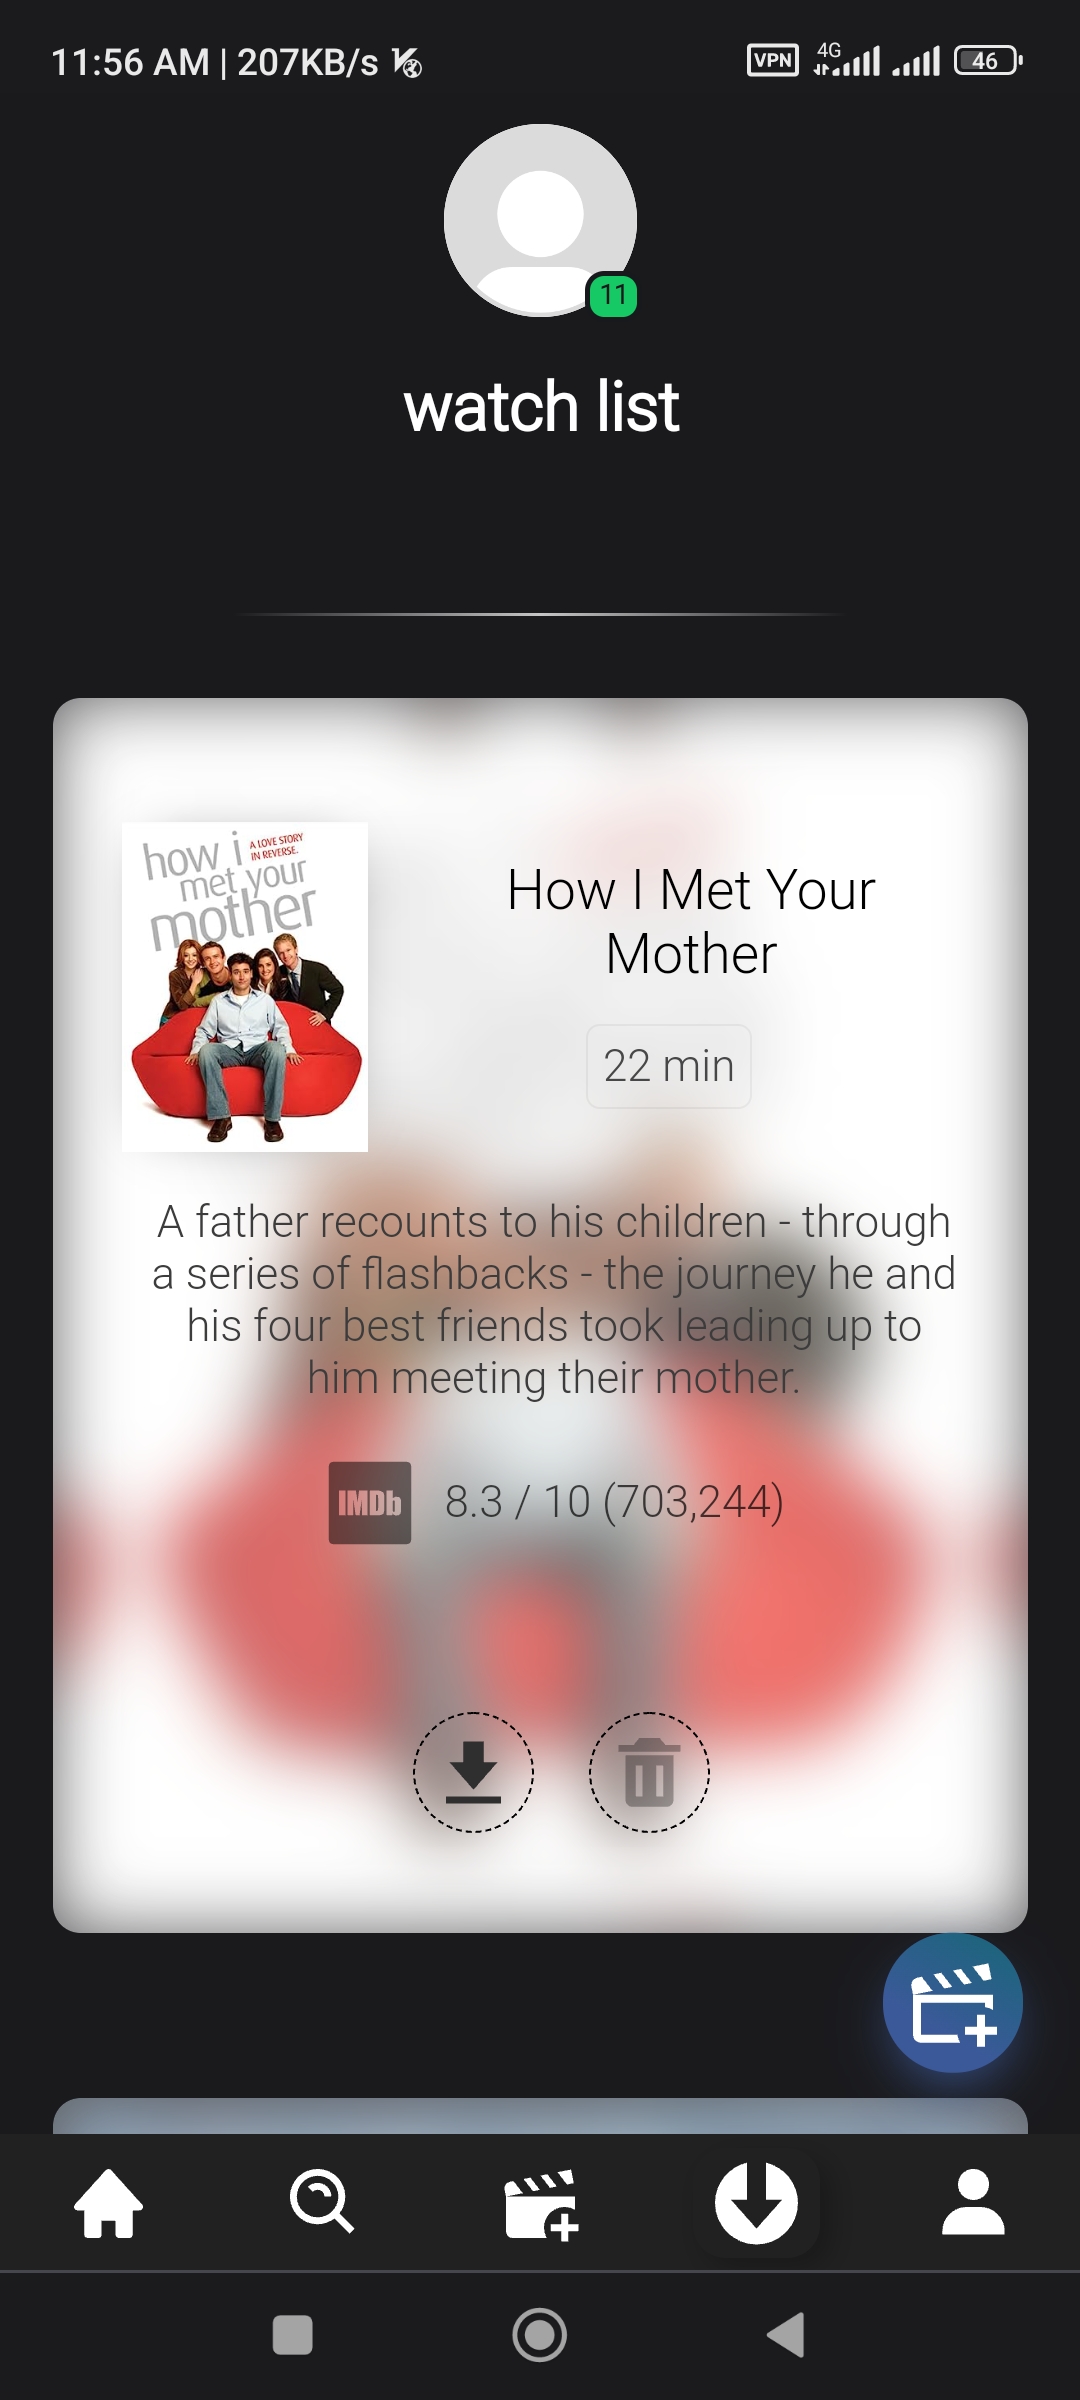 11:56 AM | 207KB/s
VPN 4G 46
11
watch list
how i
A LOVE STORY
IN REVERSE.
met your
mother
How I Met Your
Mother
22 min
A father recounts to his children - through
a series of flashbacks - the journey he and
his four best friends took leading up to
him meeting their mother.
IMDb 8.3 / 10 (703,244)